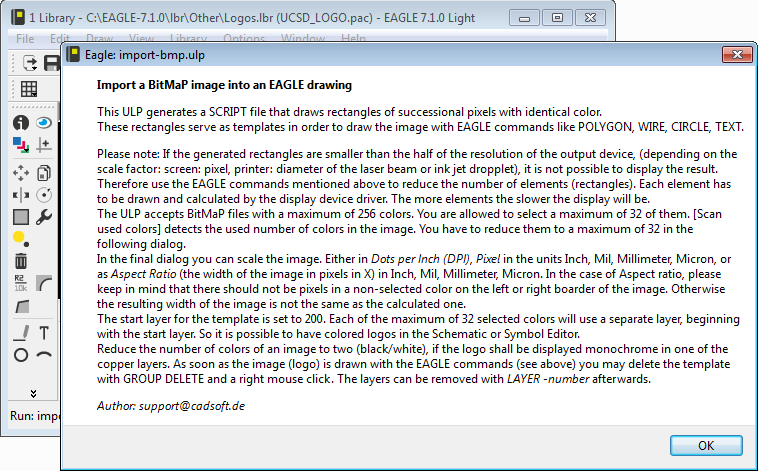 1 Library - C:\EAGLE-7.1.0\lbr\Other\Logos.lbr (UCSD_LOGO.pac) - EAGLE 7.1.0 Light
File Edit Draw View Library Options Window Help
Eagle: import-bmp.ulp
Import a BitMaP image into an EAGLE drawing
This ULP generates a SCRIPT file that draws rectangles of successional pixels with identical color.
These rectangles serve as templates in order to draw the image with EAGLE commands like POLYGON, WIRE, CIRCLE, TEXT.
Please note: If the generated rectangles are smaller than the half of the resolution of the output device, (depending on the
scale factor: screen: pixel, printer: diameter of the laser beam or ink jet dropplet), it is not possible to display the result.
Therefore use the EAGLE commands mentioned above to reduce the number of elements (rectangles). Each element has
to be drawn and calculated by the display device driver. The more elements the slower the display will be.
The ULP accepts BitMaP files with a maximum of 256 colors. You are allowed to select a maximum of 32 of them. [Scan
used colors] detects the used number of colors in the image. You have to reduce them to a maximum of 32 in the
following dialog.
In the final dialog you can scale the image. Either in Dots per Inch (DPI), Pixel in the units Inch, Mil, Millimeter, Micron, or
as Aspect Ratio (the width of the image in pixels in X) in Inch, Mil, Millimeter, Micron. In the case of Aspect ratio, please
keep in mind that there should not be pixels in a non-selected color on the left or right boarder of the image. Otherwise
the resulting width of the image is not the same as the calculated one.
The start layer for the template is set to 200. Each of the maximum of 32 selected colors will use a separate layer, beginning
with the start layer. So it is possible to have colored logos in the Schematic or Symbol Editor.
Reduce the number of colors of an image to two (black/white), if the logo shall be displayed monochrome in one of the
copper layers. As soon as the image (logo) is drawn with the EAGLE commands (see above) you may delete the template
with GROUP DELETE and a right mouse click. The layers can be removed with LAYER -number afterwards.
Author: support@cadsoft.de
OK
R2
10k
T
Run: impo